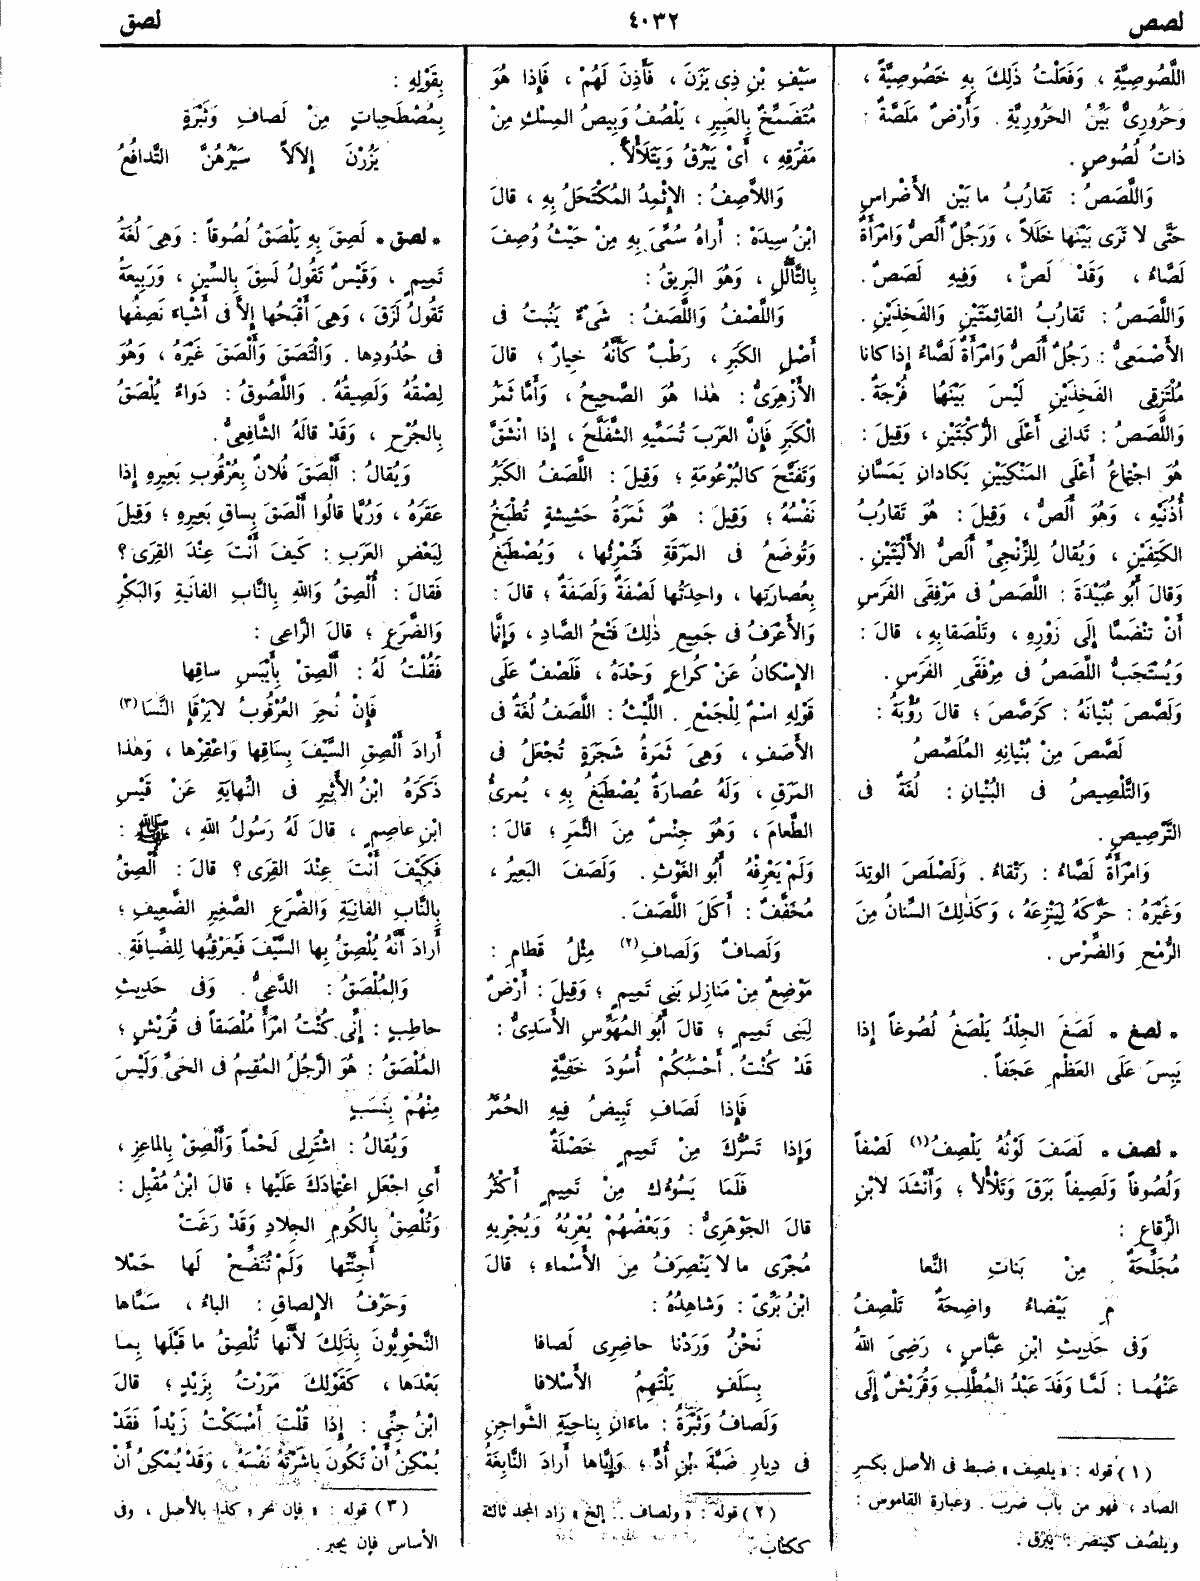 لصص
٤٠٣٢
لصق
اللُّصُوصِيَّةِ ، وَفَعَلْتُ ذٰلِكَ بِهِ خَصُوصِيَّةً ،
وَحَرُورِىٌّ بَيِّنُ الحَرُورِيَّةِ . وَأَرْضٌ مَلَصَّةٌ :
ذاتُ لُصُوصٍ .
وَاللَّصَصُ : تَقارُبُ ما بَيْنَ الأَضْراسِ
حَتَّى لا تَرَى بَيْنَها خَلَلاً ، وَرَجُلٌ أَلَصُّ وَامْرَأَةٌ
لَصَّاءُ ، وَقَدْ لَصَّ ، وَفِيهِ لَصَصٌ .
وَاللَّصَصُ : تَقارُبُ القائِمَتَيْنِ وَالفَخِذَيْنِ .
الأَصْمَعِىُّ : رَجُلٌ أَلَصُّ وَامْرَأَةٌ لَصَّاءُ إِذا كانا
مُلْتَزِقَى الفَخِذَيْنِ لَيْسَ بَيْنَهُما فُرْجَةٌ .
وَاللَّصَصُ : تَدانِى أَعْلَى الرُّكْبَتَيْنِ ، وَقِيلَ :
هُوَ اجْتِماعُ أَعْلَى المَنْكِبَيْنِ يَكادانِ يَمَسَّانِ
أُذُنَيْهِ ، وَهُوَ أَلَصُّ ، وَقِيلَ : هُوَ تَقارُبُ
الكَتِفَيْنِ ، وَيُقالُ لِلزَّنْجِىِّ أَلَصُّ الأَلْيَتَيْنِ .
وَقالَ أَبُو عُبَيْدَةَ : اللَّصَصُ فى مَرْفِقَى الفَرَسِ
أَنْ تَنْضَمَّا إِلَى زَوْرِهِ ، وَتَلْصَقا بِهِ ، قالَ :
وَيُسْتَحَبُّ اللَّصَصُ فى مِرْفَقَىِ الفَرَسِ .
وَلَصَّصَ بُنْيانَهُ : كَرَصَّصَ ؛ قالَ رُؤْبَةُ :
لَصَّصَ مِنْ بُنْيانِهِ المُلَصِّصُ
وَالتَّلْصِيصُ فى البُنْيانِ : لُغَةٌ فى
التَّرْصِيصِ .
وَامْرَأَةٌ لَصَّاءُ : رَتْقاءُ . وَلَصْلَصَ الوَتِدَ
وَغَيْرَهُ : حَرَّكَهُ لِيَنْزِعَهُ ، وَكَذٰلِكَ السِّنانُ مِنَ
الرُّمْحِ وَالضِّرْسِ .
* لصغ * لَصَغَ الجِلْدُ يَلْصَغُ لُصُوغاً إِذا
يَبِسَ عَلَى العَظْمِ عَجَفاً .
* لصف * لَصَفَ لَوْنُهُ يَلْصِفُ(١) لَصْفاً
وَلُصُوفاً وَلَصِيفاً بَرَقَ وَتَلَأْلَأَ ؛ وَأَنْشَدَ لابْنِ
الرِّقاعِ :
مُجَلِّحَةٌ مِنْ بَناتِ النَّعا
مِ بَيْضاءُ واضِحَةٌ تَلْصِفُ
وَفى حَدِيثِ ابْنِ عَبَّاسٍ ، رَضِىَ اللهُ
عَنْهُما : لَمَّا وَفَدَ عَبْدُ المُطَّلِبِ وَقُرَيْشٌ إِلَى
(١) قوله : « يلصف » ضبط فى الأصل بكسر
الصاد ، فهو من باب ضرب . وعبارة القاموس :
ويلصُف كينصر : يبرُق .
سَيْفِ بْنِ ذِى يَزَنَ ، فَأَذِنَ لَهُمْ ، فَإِذا هُوَ
مُتَضَمِّخٌ بِالعَبِيرِ ، يَلْصُفُ وَبِيصُ المِسْكِ مِنْ
مَفْرَقِهِ ، أَىْ يَبْرُقُ وَيَتَلَأْلَأُ .
وَاللاَّصِفُ : الإِثْمِدُ المُكْتَحَلُ بِهِ ، قالَ
ابْنُ سِيدَهْ : أُراهُ سُمِّىَ بِهِ مِنْ حَيْثُ وُصِفَ
بِالتَّأَلُّلِ ، وَهُوَ البَرِيقُ :
وَاللَّصْفُ وَاللَّصَفُ : شَىْءٌ يَنْبُتُ فى
أَصْلِ الكَبَرِ ، رَطْبٌ كَأَنَّهُ خِيارٌ ؛ قالَ
الأَزْهَرِىُّ : هٰذا هُوَ الصَّحِيحُ ، وَأَمَّا ثَمَرُ
الْكَبَرِ فَإِنَّ العَرَبَ تُسَمِّيهِ الشَّفَلَّحَ ، إِذا انْشَقَّ
وَتَفَتَّحَ كالبُرْعُومَةِ ؛ وَقِيلَ : اللَّصَفُ الكَبَرُ
نَفْسُهُ ؛ وَقِيلَ : هُوَ ثَمَرَةُ حَشِيشَةٍ تُطْبَخُ
وَتُوضَعُ فى المَرَقَةِ فَتُمْرِئُها ، وَيُصْطَبَغُ
بِعُصارَتِها ، واحِدَتُها لَصْفَةٌ وَلَصَفَةٌ ؛ قالَ :
وَالأَعْرَفُ فى جَمِيعِ ذٰلِكَ فَتْحُ الصَّادِ ، وَإِنَّما
الإِسْكانُ عَنْ كُراعٍ وَحْدَهُ ، فَلَصْفٌ عَلَى
قَوْلِهِ اسْمٌ لِلْجَمْعِ . اللَّيْثُ : اللَّصَفُ لُغَةٌ فى
الأَصَفِ ، وَهِىَ ثَمَرَةُ شَجَرَةٍ تُجْعَلُ فى
المَرَقِ ، وَلَهُ عُصارَةٌ يُصْطَبَغُ بِهِ ، يُمرِئُ
الطَّعامَ ، وَهُوَ جِنْسٌ مِنَ الثَّمَرِ ؛ قالَ :
وَلَمْ يَعْرِفْهُ أَبُو الغَوْثِ . وَلَصَفَ البَعِيرُ ،
مُخَفَّفٌ : أَكَلَ اللَّصَفَ .
وَلَصافُ وَلَصافِ(٢) مِثْلُ قَطامِ :
مَوْضِعٌ مِنْ مَنازِلِ بَنِى تَمِيمٍ ؛ وَقِيلَ : أَرْضٌ
لِبَنِى تَمِيمٍ ؛ قالَ أَبُو المُهَوِّسِ الأَسَدِىُّ :
قَدْ كُنْتُ أَحْسَبُكُمْ أُسُودَ خَفِيَّةٍ
فَإِذا لَصَافِ تَبِيضُ فِيهِ الحُمَّرُ
وَإِذا تَسُرُّكَ مِنْ تَمِيمٍ خَصْلَةٌ
فَلَمَا يَسُوءُكَ مِنْ تَمِيمٍ أَكْثَرُ
قالَ الجَوْهَرِىُّ : وَبَعْضُهُمْ يُعْرِبُهُ وَيُجْرِيهِ
مُجْرَى ما لا يَنْصَرِفُ مِنَ الأَسْماءِ ؛ قالَ
ابْنُ بَرِّىّ : وَشاهِدُهُ :
نَحْنُ وَرَدْنا حاضِرِى لَصافا
بِسَلَفٍ يَلْتَهِمُ الأَسْلافا
وَلَصافُ وَثَبْرَةُ : ماءَانِ بِناحِيَةِ الشَّواجِنِ
فى دِيارِ ضَبَّةَ بْنِ أُدٍّ ؛ وَإِيَّاها أَرادَ النَّابِغَةُ
(٢) قوله : « ولصاف .. إلخ » زاد المجد ثالثة
ككتاب .
بِقَوْلِهِ :
بِمُصْطَحِباتٍ مِنْ لَصافِ وَثَبْرَةٍ
يَزُرْنَ إِلاَلاً سَيْرُهُنَّ التَّدافُعُ
* لصق * لَصِقَ بِهِ يَلْصَقُ لُصُوقاً : وَهِىَ لُغَةُ
تَمِيمٍ ، وَقَيْسٌ تَقُولُ لَسِقَ بِالسِّينِ ، وَرَبِيعَةُ
تَقُولُ لَزَقَ ، وَهِىَ أَقْبَحُها إِلاَّ فى أَشْياءَ نَصِفُها
فى حُدُودِها . وَالْتَصَقَ وَأَلْصَقَ غَيْرَهُ ، وَهُوَ
لِصْقُهُ وَلَصِيقُهُ . وَاللَّصُوقُ : دَواءٌ يُلْصَقُ
بِالجُرْحِ ، وَقَدْ قالَهُ الشَّافِعِىُّ .
وَيُقالُ : أَلْصَقَ فُلانٌ بِعُرْقُوبِ بَعِيرِهِ إِذا
عَقَرَهُ ، وَرُبَّما قالُوا أَلْصَقَ بِساقِ بَعِيرِهِ ؛ وَقِيلَ
لِبَعْضِ العَرَبِ : كَيفَ أَنْتَ عِنْدَ القِرَى ؟
فَقالَ : أُلْصِقُ وَاللهِ بِالنَّابِ الفانِيَةِ وَالبَكْرِ
وَالضَّرَعِ ؛ قالَ الرَّاعِى :
فَقُلْتُ لَهُ : أَلْصِقْ بِأَيْبَسِ ساقِها
فَإِنْ نُحِرَ العُرْقُوبُ لا يَرْقَإِ النَّسَا(٣)
أَرادَ أَلْصِقِ السَّيْفَ بِسَاقِها وَاعْقِرْها ، وَهٰذا
ذَكَرَهُ ابْنُ الأَثِيرِ فى النِّهايَةِ عَنْ قَيْسِ
ابْنِ عاصِمٍ ، قالَ لَهُ رَسُولُ اللهِ ، ﷺ :
فَكَيْفَ أَنْتَ عِنْدَ القِرَى ؟ قالَ : أُلْصِقُ
بِالنَّابِ الفانِيَةِ وَالضَّرَعِ الصَّغِيرِ الضَّعِيفِ ؛
أَرادَ أَنَّهُ يُلْصِقُ بِها السَّيْفَ فَيُعَرْقِبُها لِلضِّيافَةِ .
وَالمُلْصَقُ : الدَّعِىُّ . وَفى حَدِيثِ
حاطِبٍ : إِنِّى كُنْتُ امْرَأً مُلْصَقاً فى قُرَيْشٍ ؛
المُلْصَقُ : هُوَ الرَّجُلُ المُقِيمُ فى الحَىِّ وَلَيْسَ
مِنْهُمْ بِنَسَبٍ
وَيُقالُ : اشْتَرِ لِى لَحْماً وَأَلْصِقْ بِالماعِزِ ،
أَىِ اجْعَلِ اعْتِمادَكَ عَلَيْها ؛ قالَ ابْنُ مُقْبِلٍ :
وَتُلْصِقُ بِالكُومِ الجِلادِ وَقَدْ رَغَتْ
أَجِنَّتُها وَلَمْ تُنَضِّحْ لَها حَمْلا
وَحَرْفُ الإِلصاقِ : الباءُ ، سَمَّاها
النَّحْوِيُّونَ بِذٰلِكَ لأَنَّها تُلْصِقُ ما قَبْلَها بِما
بَعْدَها ، كَقَوْلِكَ مَرَرْتُ بِزَيْدٍ ؛ قالَ
ابْنُ جِنِّى : إِذا قُلْتَ أَمْسَكْتُ زَيْداً فَقَدْ
يُمْكِنُ أَنْ تَكُونَ باشَرْتَهُ نَفْسَهُ ، وَقَدْ يُمْكِنُ أَنْ
(٣) قوله : « فإن نحر » كذا بالأصل ، وفى
الأساس فإن يجبر .